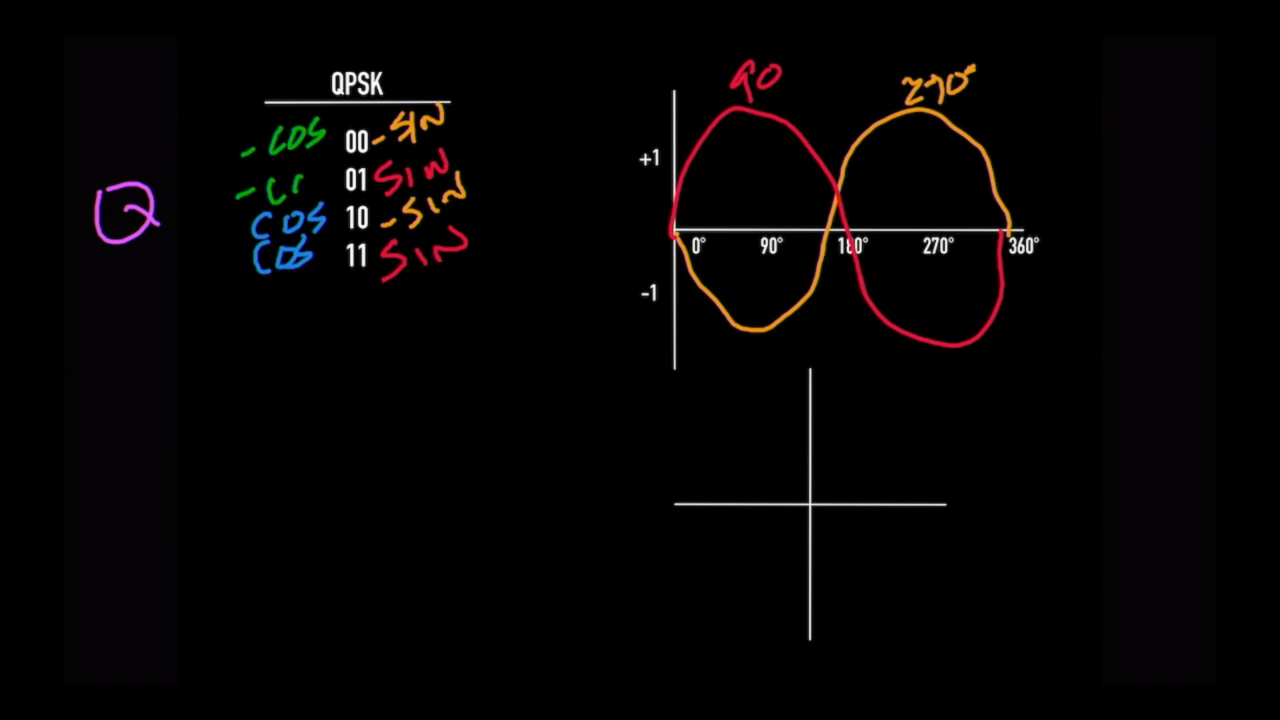 QPSK
-COS 00 -SIN
-C 01 SIN
COS 10 -SIN
COS 11 SIN
Q
90
270°
+1
0° 90° 180° 270° 360°
-1